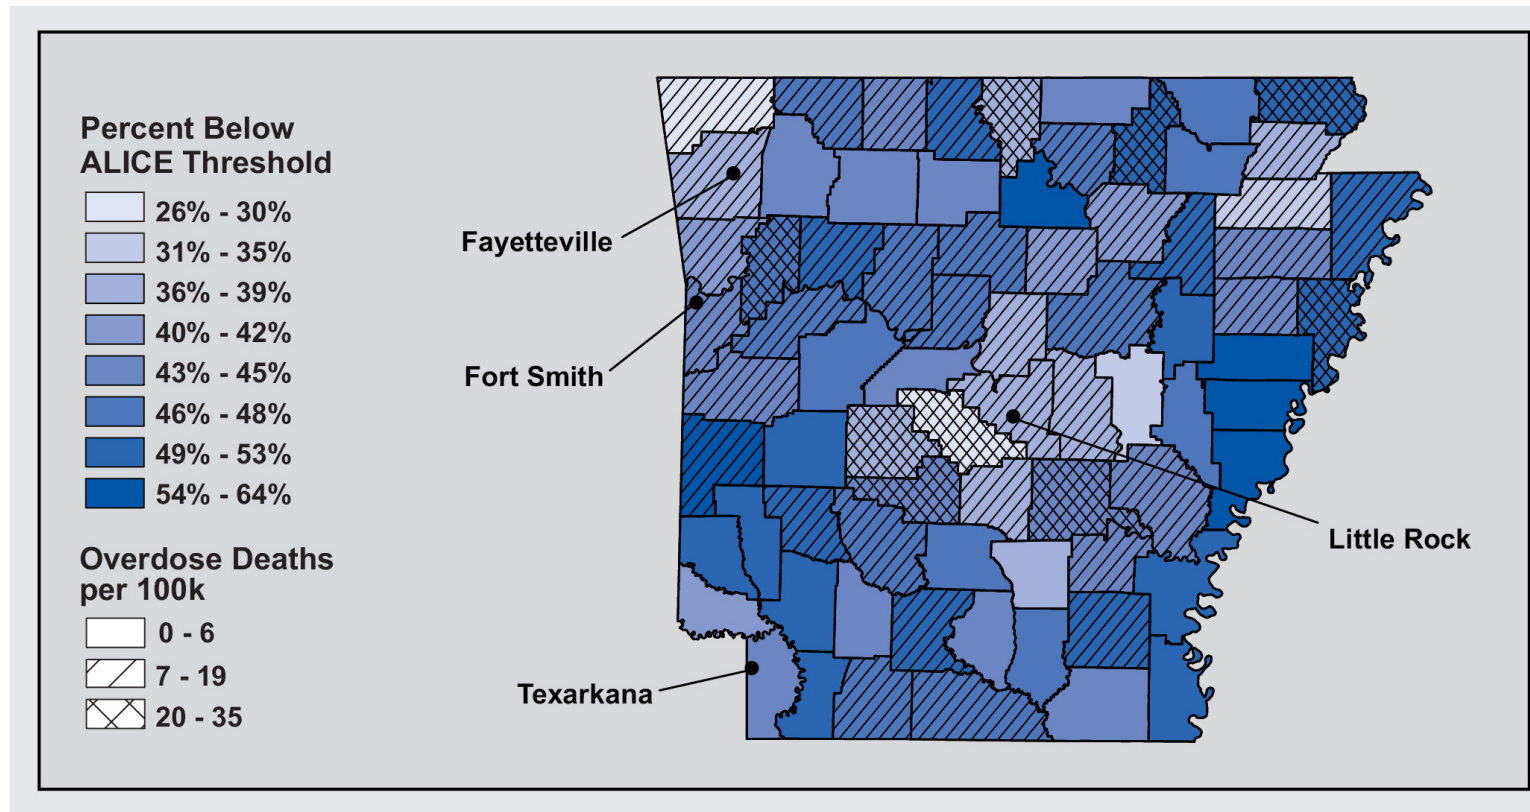 Percent Below
ALICE Threshold
26% - 30%
31% - 35%
36% - 39%
40% - 42%
43% - 45%
46% - 48%
49% - 53%
54% - 64%
Overdose Deaths
per 100k
0 - 6
7 - 19
20 - 35
Fayetteville
Fort Smith
Little Rock
Texarkana